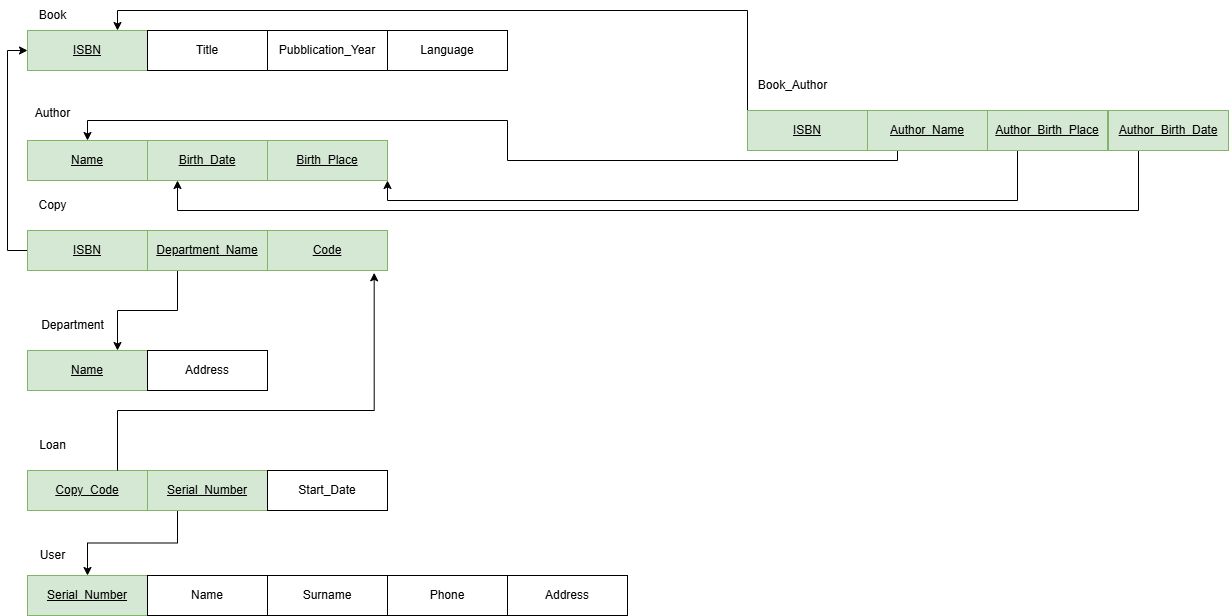 Book
ISBN Title Pubblication_Year Language
Book_Author
ISBN Author_Name Author_Birth_Place Author_Birth_Date
Author
Name Birth_Date Birth_Place
Copy
ISBN Department_Name Code
Department
Name Address
Loan
Copy_Code Serial_Number Start_Date
User
Serial_Number Name Surname Phone Address